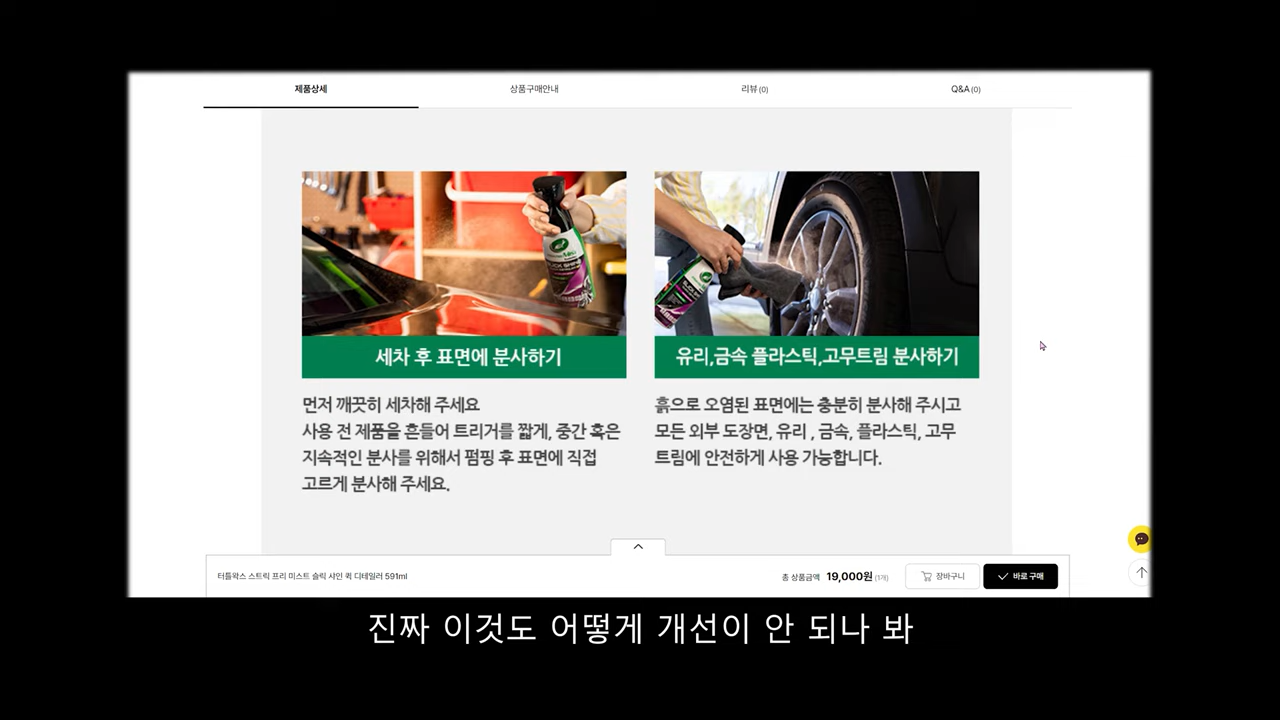 제품상세
상품구매안내
리뷰 (0)
Q&A (0)
세차 후 표면에 분사하기
유리,금속 플라스틱,고무트림 분사하기
먼저 깨끗히 세차해 주세요
사용 전 제품을 흔들어 트리거를 짧게, 중간 혹은
지속적인 분사를 위해서 펌핑 후 표면에 직접
고르게 분사해 주세요.
흙으로 오염된 표면에는 충분히 분사해 주시고
모든 외부 도장면, 유리 , 금속, 플라스틱, 고무
트림에 안전하게 사용 가능합니다.
터틀왁스 스트릭 프리 미스트 슬릭 샤인 퀵 디테일러 591ml
총 상품금액 19,000원 (1개)
장바구니
바로 구매
진짜 이것도 어떻게 개선이 안 되나 봐